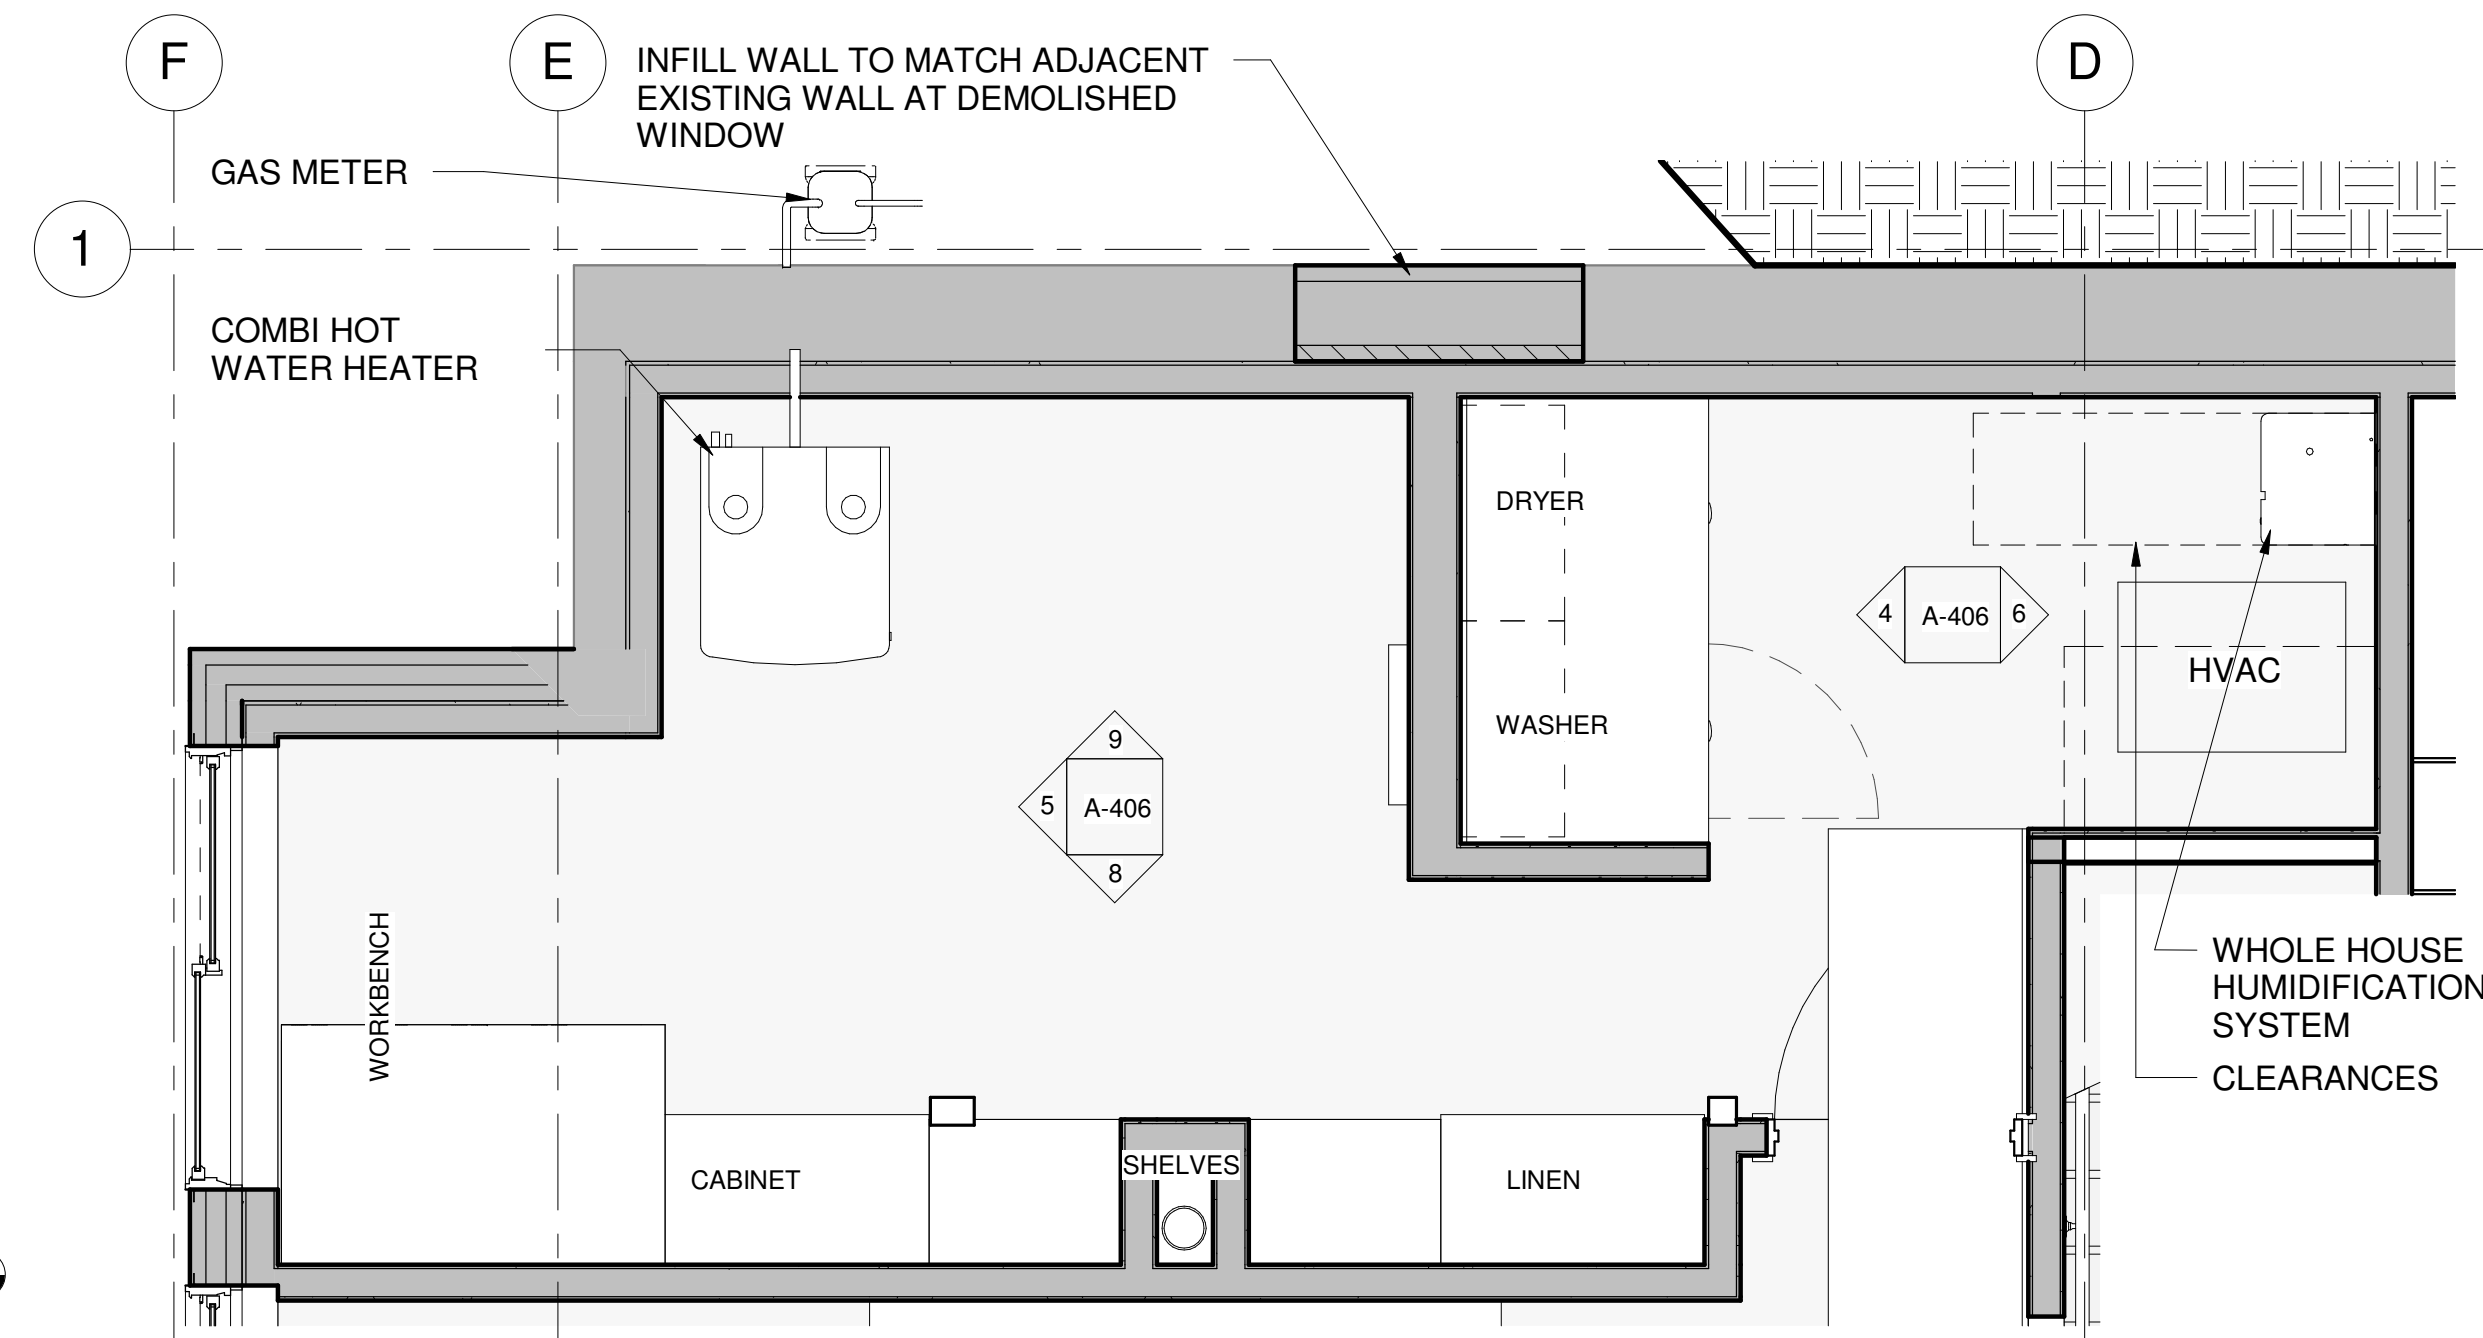 F
E
D
INFILL WALL TO MATCH ADJACENT
EXISTING WALL AT DEMOLISHED
WINDOW
GAS METER
1
COMBI HOT
WATER HEATER
DRYER
WASHER
4
A-406
6
HVAC
9
5
A-406
8
WORKBENCH
WHOLE HOUSE
HUMIDIFICATION
SYSTEM
CLEARANCES
CABINET
SHELVES
LINEN